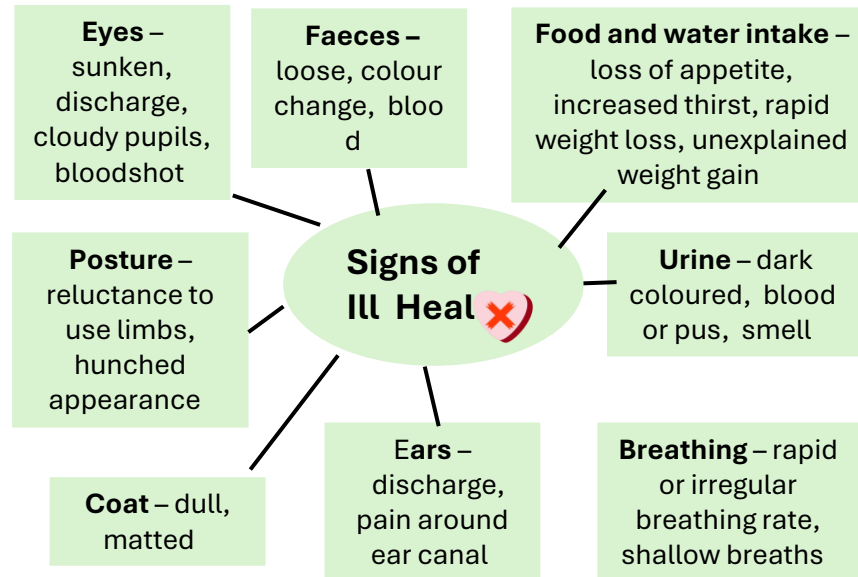 Eyes –
sunken,
discharge,
cloudy pupils,
bloodshot
Faeces –
loose, colour
change, bloo
d
Food and water intake –
loss of appetite,
increased thirst, rapid
weight loss, unexplained
weight gain
Posture –
reluctance to
use limbs,
hunched
appearance
Signs of
Ill Heal
Urine – dark
coloured, blood
or pus, smell
Coat – dull,
matted
Ears –
discharge,
pain around
ear canal
Breathing – rapid
or irregular
breathing rate,
shallow breaths